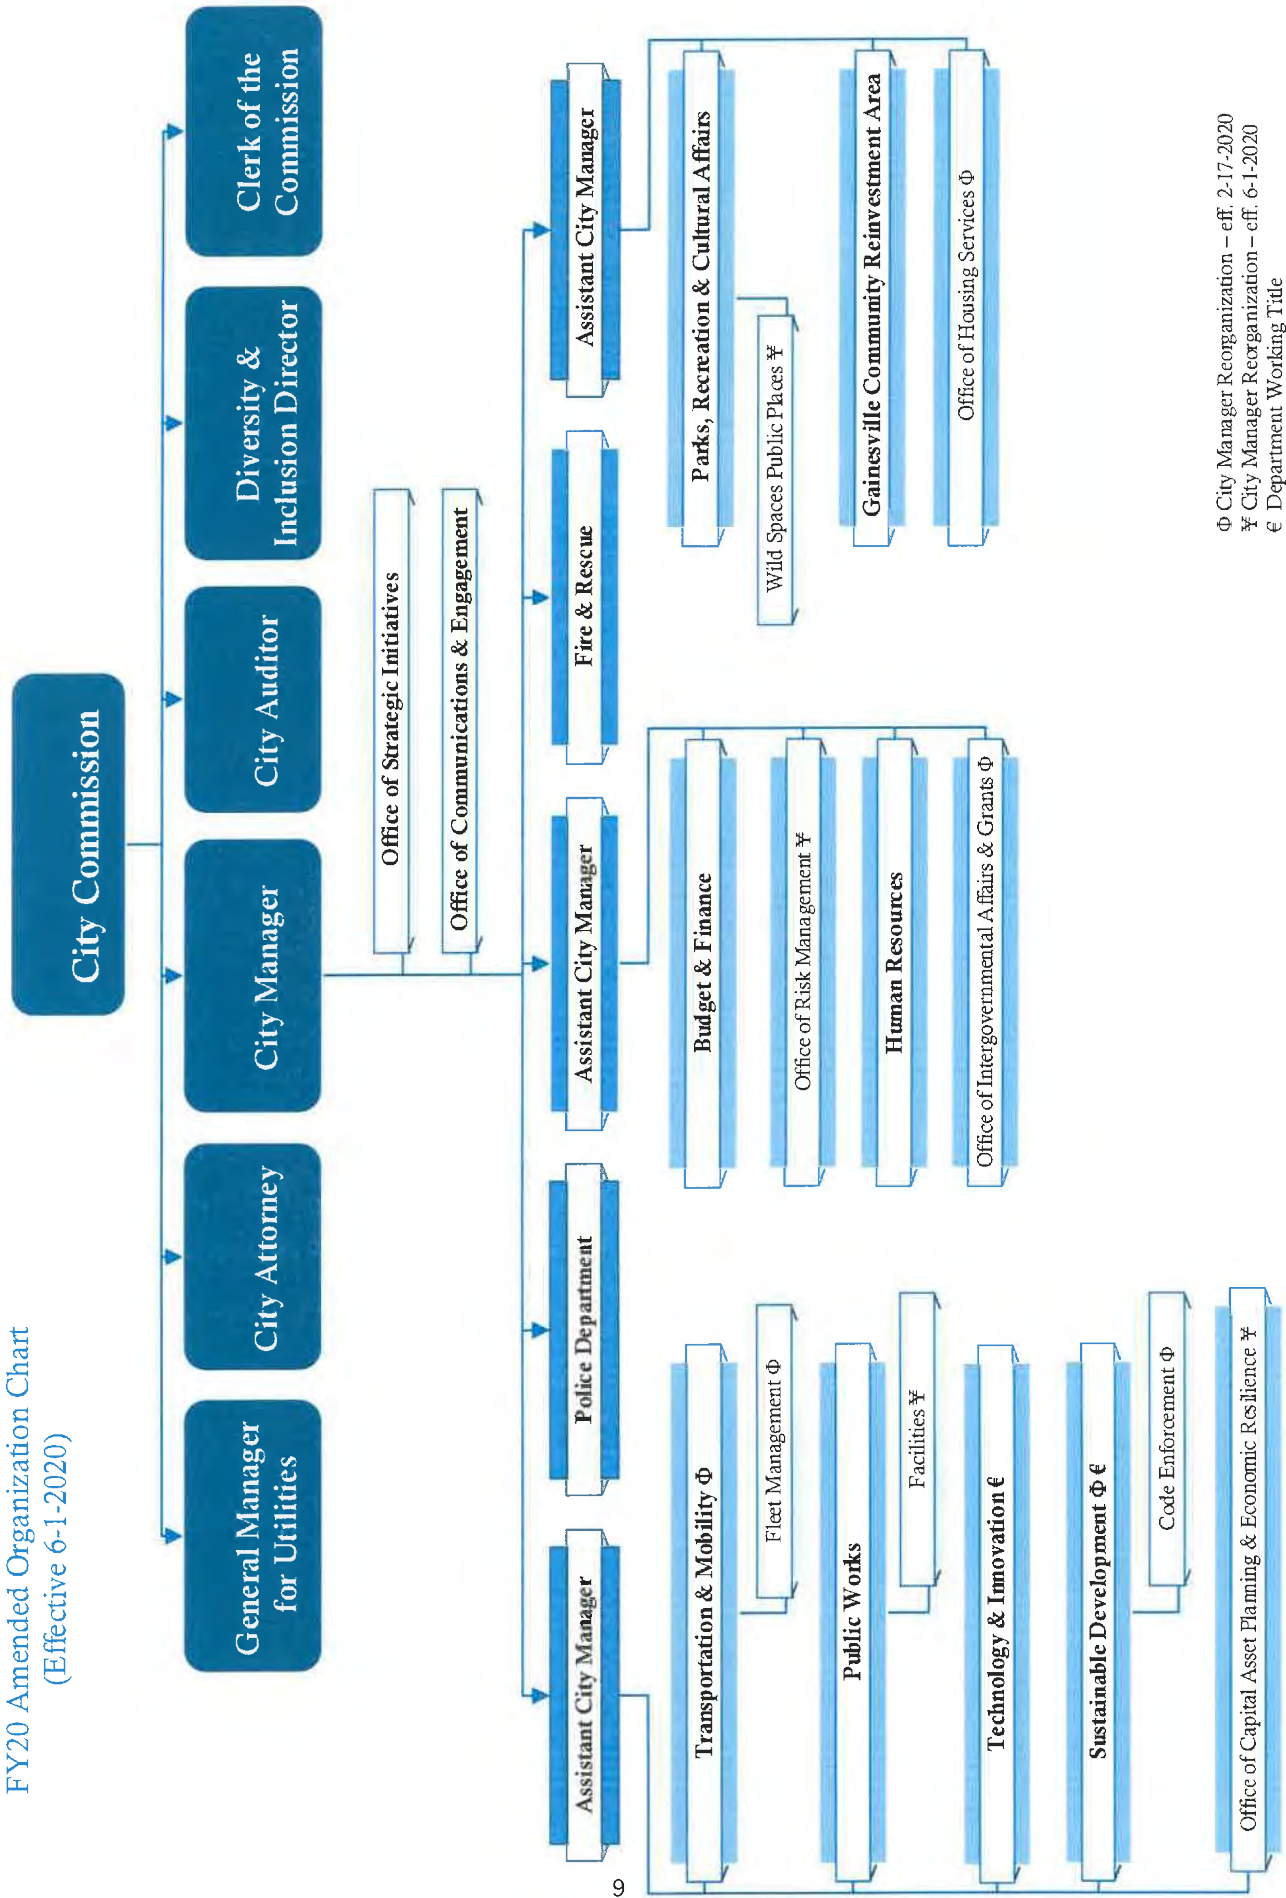 FY20 Amended Organization Chart
(Effective 6-1-2020)
City Commission
General Manager
for Utilities
City Attorney
City Manager
City Auditor
Diversity &
Inclusion Director
Clerk of the
Commission
Office of Strategic Initiatives
Office of Communications & Engagement
Assistant City Manager
Police Department
Assistant City Manager
Fire & Rescue
Assistant City Manager
Transportation & Mobility Φ
Fleet Management Φ
Public Works
Facilities ¥
Technology & Innovation €
Sustainable Development Φ €
Code Enforcement Φ
Office of Capital Asset Planning & Economic Resilience ¥
Budget & Finance
Office of Risk Management ¥
Human Resources
Office of Intergovernmental Affairs & Grants Φ
Parks, Recreation & Cultural Affairs
Wild Spaces Public Places ¥
Gainesville Community Reinvestment Area
Office of Housing Services Φ
Φ City Manager Reorganization – eff. 2-17-2020
¥ City Manager Reorganization – eff. 6-1-2020
€ Department Working Title
9